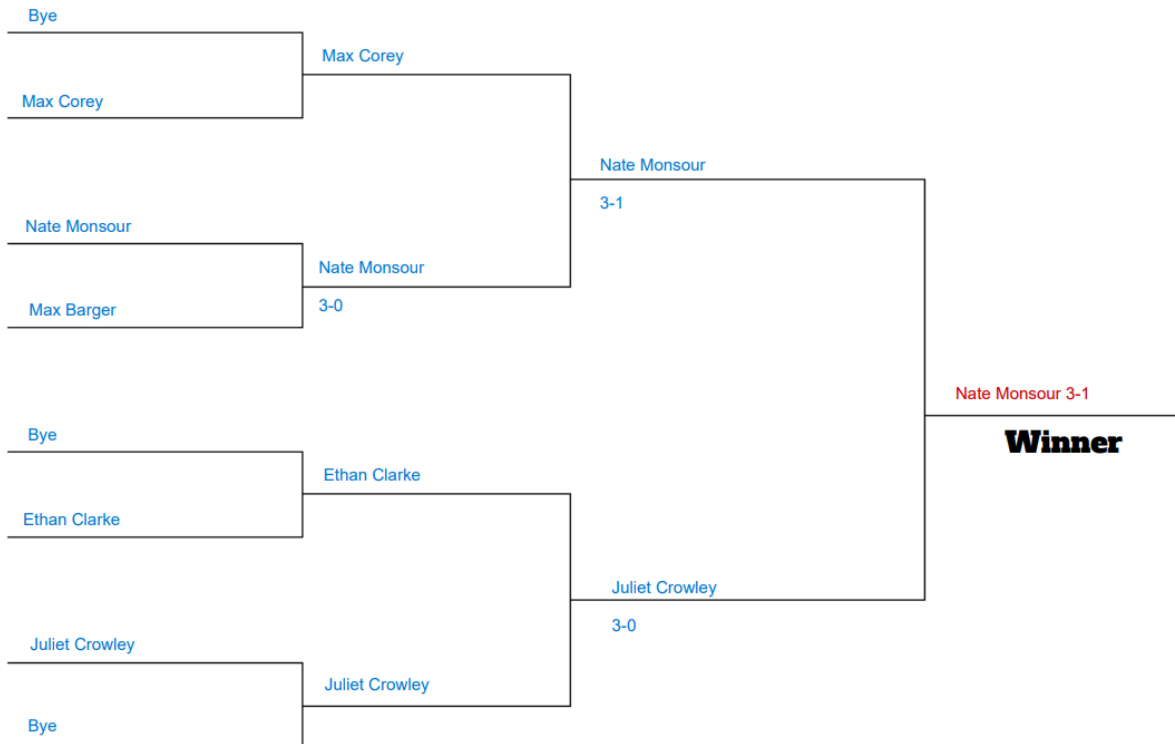 Bye
Max Corey
Max Corey
Nate Monsour
3-1
Nate Monsour
Nate Monsour
3-0
Max Barger
Nate Monsour 3-1
Winner
Bye
Ethan Clarke
Ethan Clarke
Juliet Crowley
3-0
Juliet Crowley
Juliet Crowley
Bye